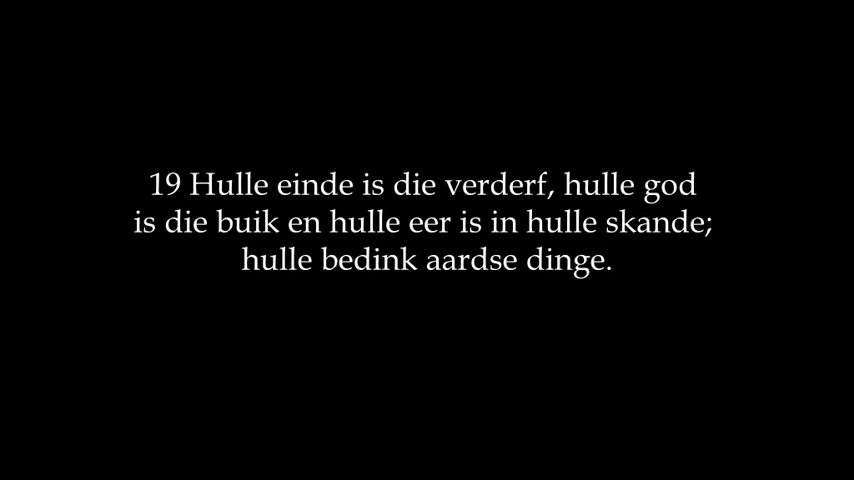 19 Hulle einde is die verderf, hulle god
is die buik en hulle eer is in hulle skande;
hulle bedink aardse dinge.